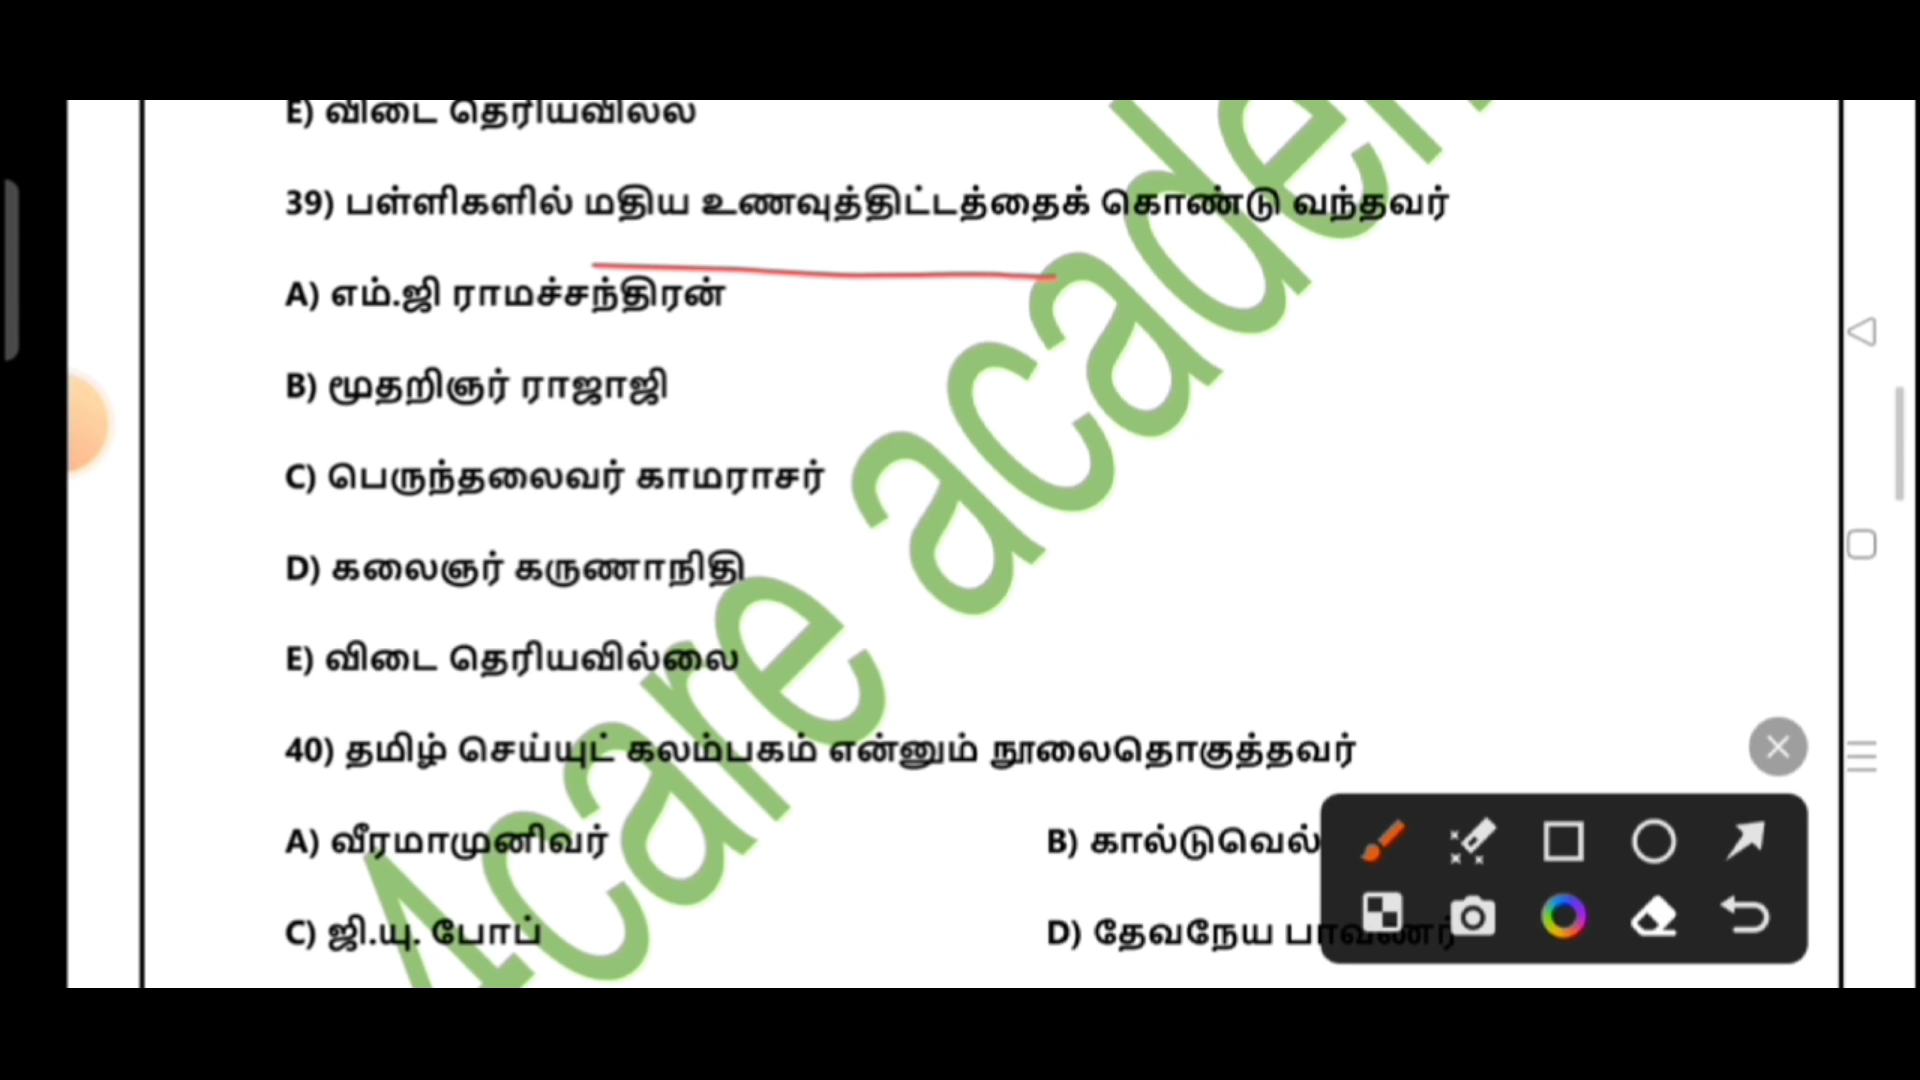 E) விடை தெரியவில்லை
39) பள்ளிகளில் மதிய உணவுத்திட்டத்தைக் கொண்டு வந்தவர்
A) எம்.ஜி ராமச்சந்திரன்
B) மூதறிஞர் ராஜாஜி
C) பெருந்தலைவர் காமராசர்
D) கலைஞர் கருணாநிதி
E) விடை தெரியவில்லை
40) தமிழ் செய்யுட் கலம்பகம் என்னும் நூலைதொகுத்தவர்
A) வீரமாமுனிவர்
B) கால்டுவெல்
C) ஜி.யு. போப்
D) தேவநேய பாவணர்
Acare academ